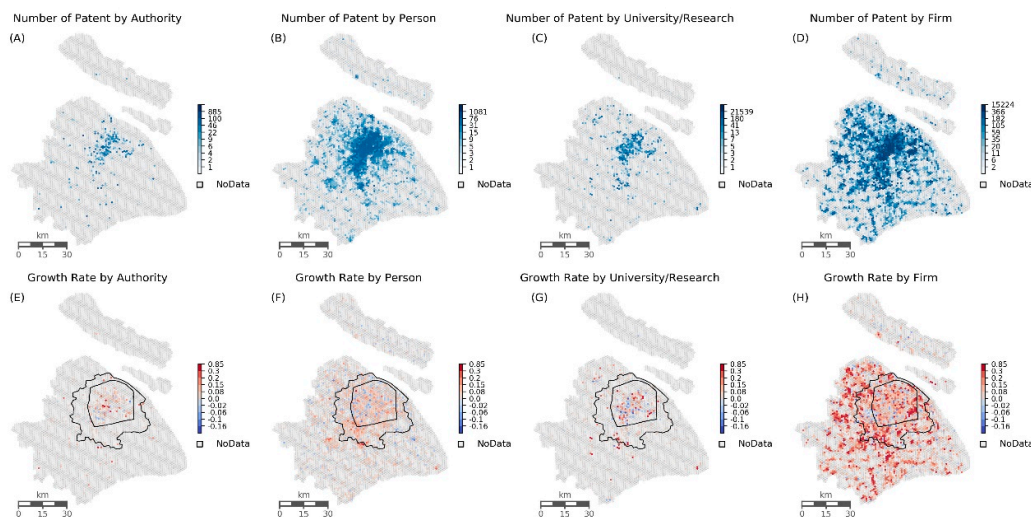 Number of Patent by Authority
(A)
885
180
46
22
9
6
4
2
1
NoData
km
0 15 30
Number of Patent by Person
(B)
1081
76
31
15
9
5
3
2
1
NoData
km
0 15 30
Number of Patent by University/Research
(C)
21539
180
41
13
7
5
3
2
1
NoData
km
0 15 30
Number of Patent by Firm
(D)
15224
366
182
105
59
35
20
11
6
2
NoData
km
0 15 30
Growth Rate by Authority
(E)
0.85
0.3
0.2
0.15
0.08
0.0
-0.02
-0.06
-0.1
-0.16
NoData
km
0 15 30
Growth Rate by Person
(F)
0.85
0.3
0.2
0.15
0.08
0.0
-0.02
-0.06
-0.1
-0.16
NoData
km
0 15 30
Growth Rate by University/Research
(G)
0.85
0.3
0.2
0.15
0.08
0.0
-0.02
-0.06
-0.1
-0.16
NoData
km
0 15 30
Growth Rate by Firm
(H)
0.85
0.3
0.2
0.15
0.08
0.0
-0.02
-0.06
-0.1
-0.16
NoData
km
0 15 30